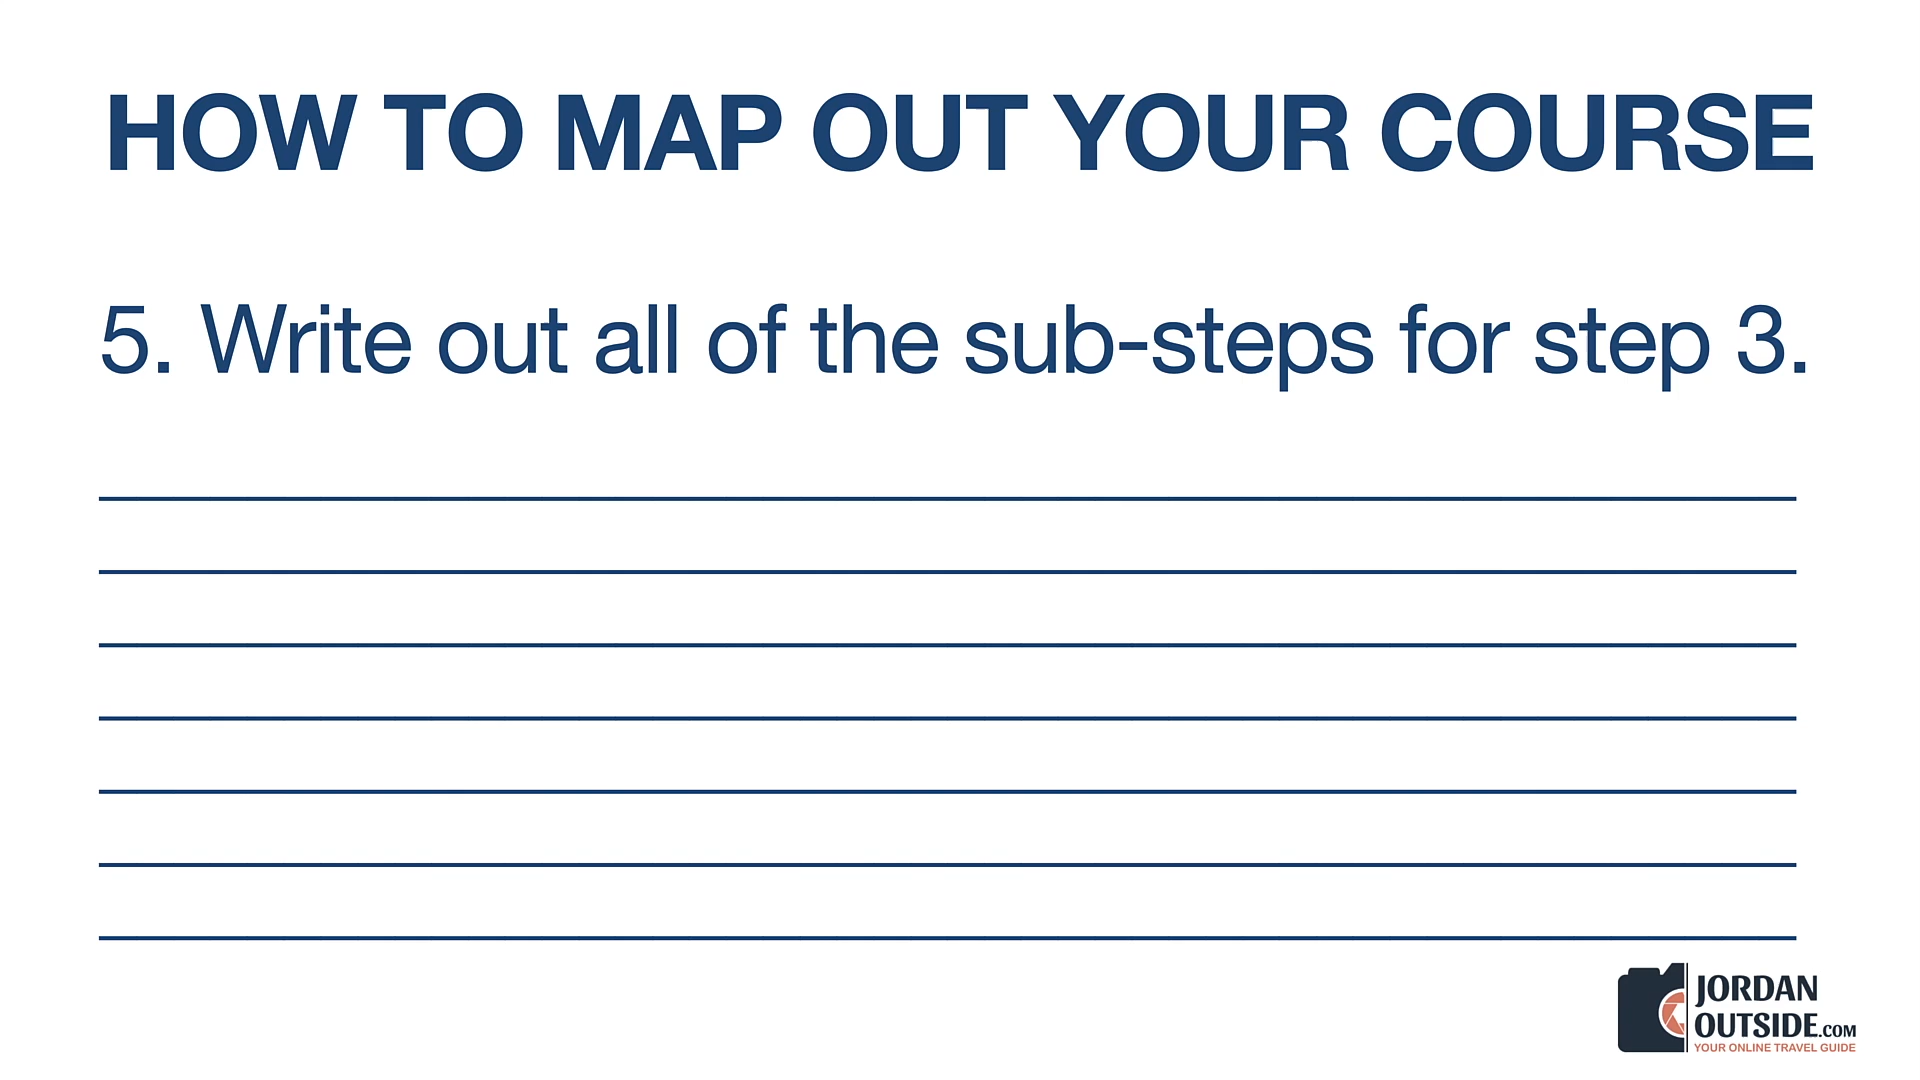 HOW TO MAP OUT YOUR COURSE
5. Write out all of the sub-steps for step 3.
JORDAN
OUTSIDE.COM
YOUR ONLINE TRAVEL GUIDE